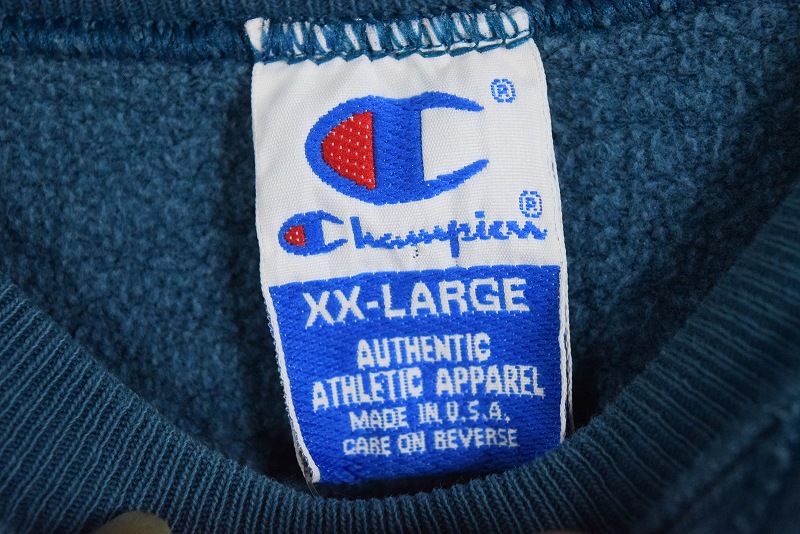 ®
Champion®
XX-LARGE
AUTHENTIC
ATHLETIC APPAREL
MADE IN U.S.A.
CARE ON REVERSE